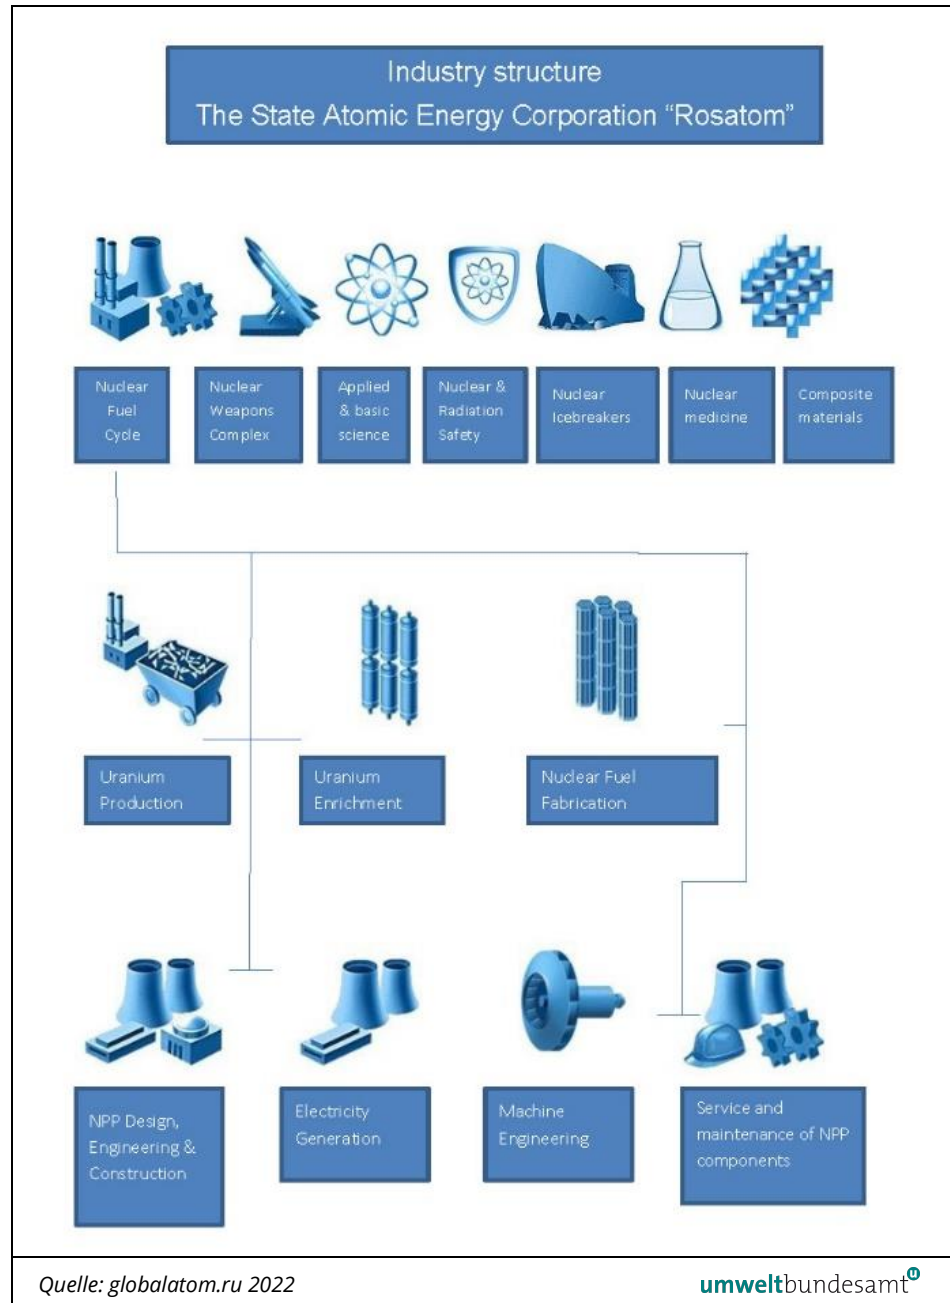 Industry structure
The State Atomic Energy Corporation “Rosatom”
Nuclear
Fuel
Cycle
Nuclear
Weapons
Complex
Applied
& basic
science
Nuclear &
Radiation
Safety
Nuclear
Icebreakers
Nuclear
medicine
Composite
materials
Uranium
Production
Uranium
Enrichment
Nuclear Fuel
Fabrication
NPP Design,
Engineering &
Construction
Electricity
Generation
Machine
Engineering
Service and
maintenance of NPP
components
Quelle: globalatom.ru 2022
umweltbundesamt
u